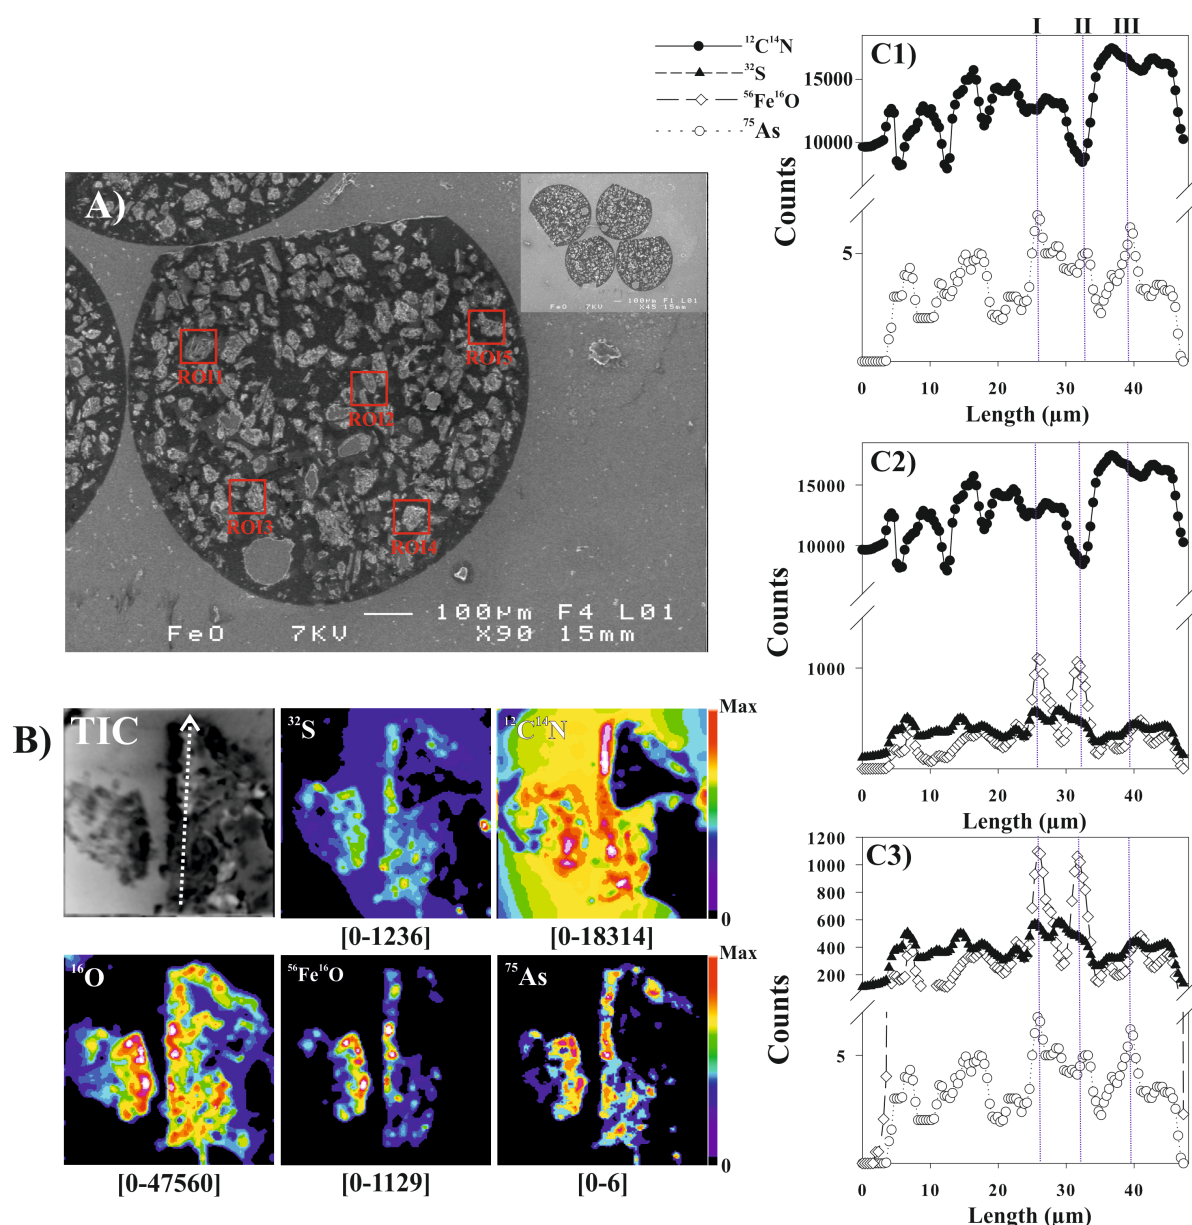 I II III
¹²C¹⁴N
³²S
⁵⁶Fe¹⁶O
⁷⁵As
C1)
15000
10000
5
Counts
0 10 20 30 40
Length (µm)
A)
FeO 7KV 100µm F1 L01
X45 15mm
ROI1
ROI2
ROI3
ROI4
ROI5
100µm F4 L01
FeO 7KV X90 15mm
C2)
15000
10000
1000
Counts
0 10 20 30 40
Length (µm)
B)
TIC
³²S
¹²C¹⁴N
Max
0
[0-1236]
[0-18314]
¹⁶O
⁵⁶Fe¹⁶O
⁷⁵As
Max
0
[0-47560]
[0-1129]
[0-6]
C3)
1200
1000
800
600
400
200
5
Counts
0 10 20 30 40
Length (µm)